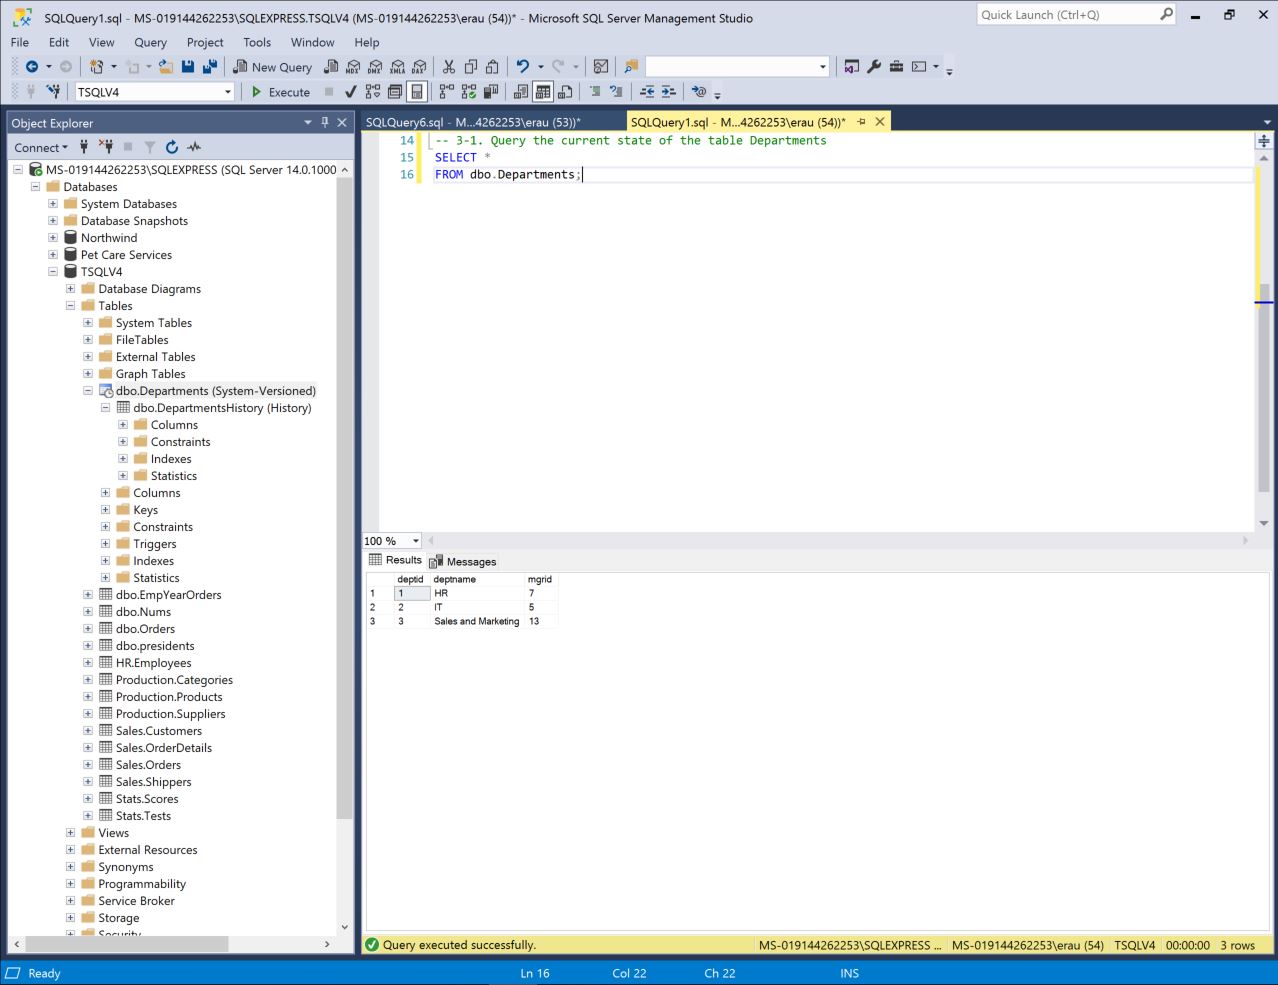 SQLQuery1.sql - MS-019144262253\SQLEXPRESS.TSQLV4 (MS-019144262253\erau (54))* - Microsoft SQL Server Management Studio
Quick Launch (Ctrl+Q)
File Edit View Query Project Tools Window Help
New Query MDX DMX XMLA DAX
TSQLV4 Execute
Object Explorer
Connect
MS-019144262253\SQLEXPRESS (SQL Server 14.0.1000
Databases
System Databases
Database Snapshots
Northwind
Pet Care Services
TSQLV4
Database Diagrams
Tables
System Tables
FileTables
External Tables
Graph Tables
dbo.Departments (System-Versioned)
dbo.DepartmentsHistory (History)
Columns
Constraints
Indexes
Statistics
Columns
Keys
Constraints
Triggers
Indexes
Statistics
dbo.EmpYearOrders
dbo.Nums
dbo.Orders
dbo.presidents
HR.Employees
Production.Categories
Production.Products
Production.Suppliers
Sales.Customers
Sales.OrderDetails
Sales.Orders
Sales.Shippers
Stats.Scores
Stats.Tests
Views
External Resources
Synonyms
Programmability
Service Broker
Storage
Security
SQLQuery6.sql - M...4262253\erau (53))* SQLQuery1.sql - M...4262253\erau (54))*
14 -- 3-1. Query the current state of the table Departments
15 SELECT *
16 FROM dbo.Departments;
100 %
Results Messages
deptid deptname mgrid
1 1 HR 7
2 2 IT 5
3 3 Sales and Marketing 13
Query executed successfully. MS-019144262253\SQLEXPRESS ... MS-019144262253\erau (54) TSQLV4 00:00:00 3 rows
Ready Ln 16 Col 22 Ch 22 INS